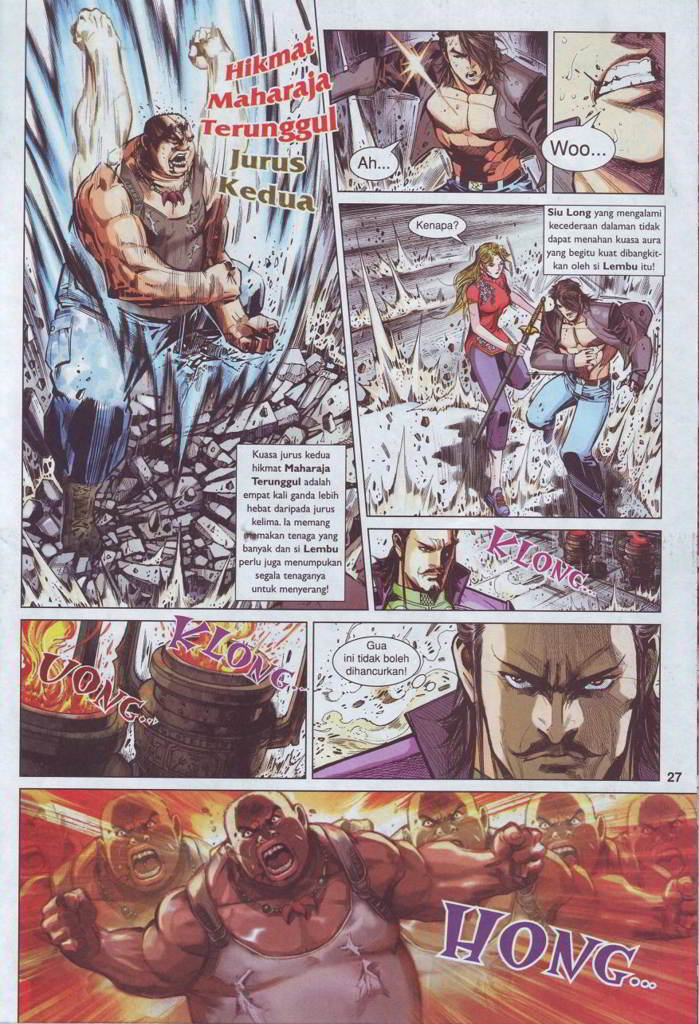 Hikmat
Maharaja
Terunggul
Jurus
Kedua
Ah...
Woo...
Kenapa?
Siu Long yang mengalami
kecederaan dalaman tidak
dapat menahan kuasa aura
yang begitu kuat dibangkit-
kan oleh si Lembu itu!
Kuasa jurus kedua
hikmat Maharaja
Terunggul adalah
empat kali ganda lebih
hebat daripada jurus
kelima. Ia memang
memakan tenaga yang
banyak dan si Lembu
perlu juga menumpukan
segala tenaganya
untuk menyerang!
KLONG...
UONG...
KLONG...
Gua
ini tidak boleh
dihancurkan!
27
HONG...